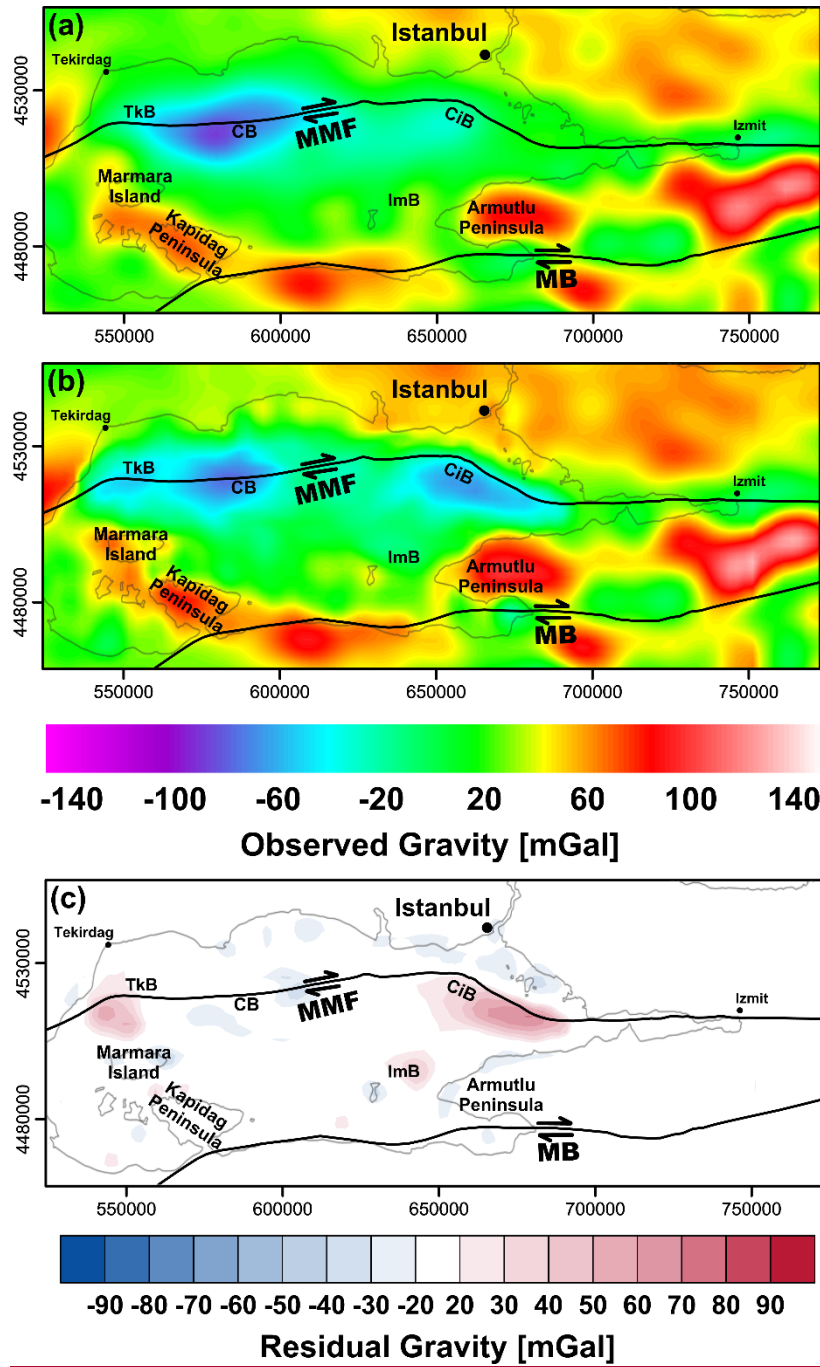 (a)
Istanbul
Tekirdag
TkB
CB
MMF
CiB
Izmit
Marmara
Island
Kapidag
Peninsula
ImB
Armutlu
Peninsula
MB
4530000
4480000
550000 600000 650000 700000 750000
(b)
Istanbul
Tekirdag
TkB
CB
MMF
CiB
Izmit
Marmara
Island
Kapidag
Peninsula
ImB
Armutlu
Peninsula
MB
4530000
4480000
550000 600000 650000 700000 750000
-140 -100 -60 -20 20 60 100 140
Observed Gravity [mGal]
(c)
Istanbul
Tekirdag
TkB
CB
MMF
CiB
Izmit
Marmara
Island
Kapidag
Peninsula
ImB
Armutlu
Peninsula
MB
4530000
4480000
550000 600000 650000 700000 750000
-90 -80 -70 -60 -50 -40 -30 -20 20 30 40 50 60 70 80 90
Residual Gravity [mGal]